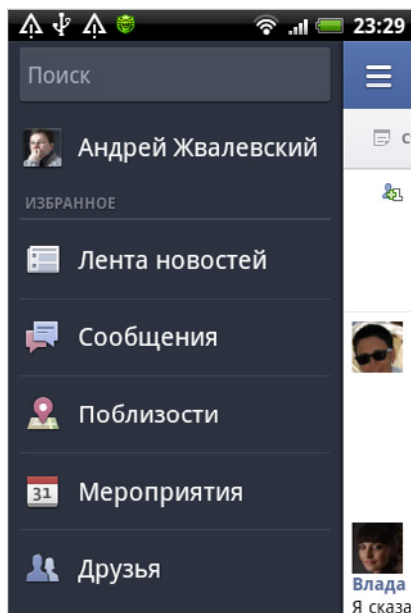 23:29
Поиск
Андрей Жвалевский
ИЗБРАННОЕ
Лента новостей
Сообщения
Поблизости
31 Мероприятия
Друзья
С
Влада
Я сказа